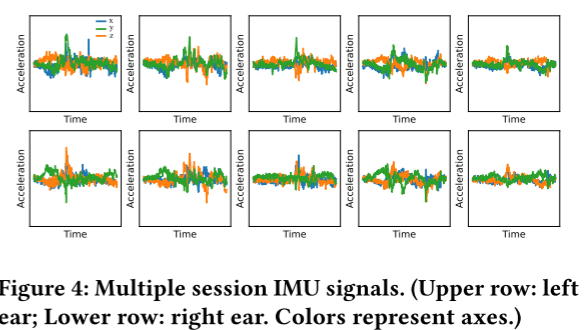 x
y
z
Acceleration Acceleration Acceleration Acceleration Acceleration
Time Time Time Time Time
Acceleration Acceleration Acceleration Acceleration Acceleration
Time Time Time Time Time
Figure 4: Multiple session IMU signals. (Upper row: left
ear; Lower row: right ear. Colors represent axes.)